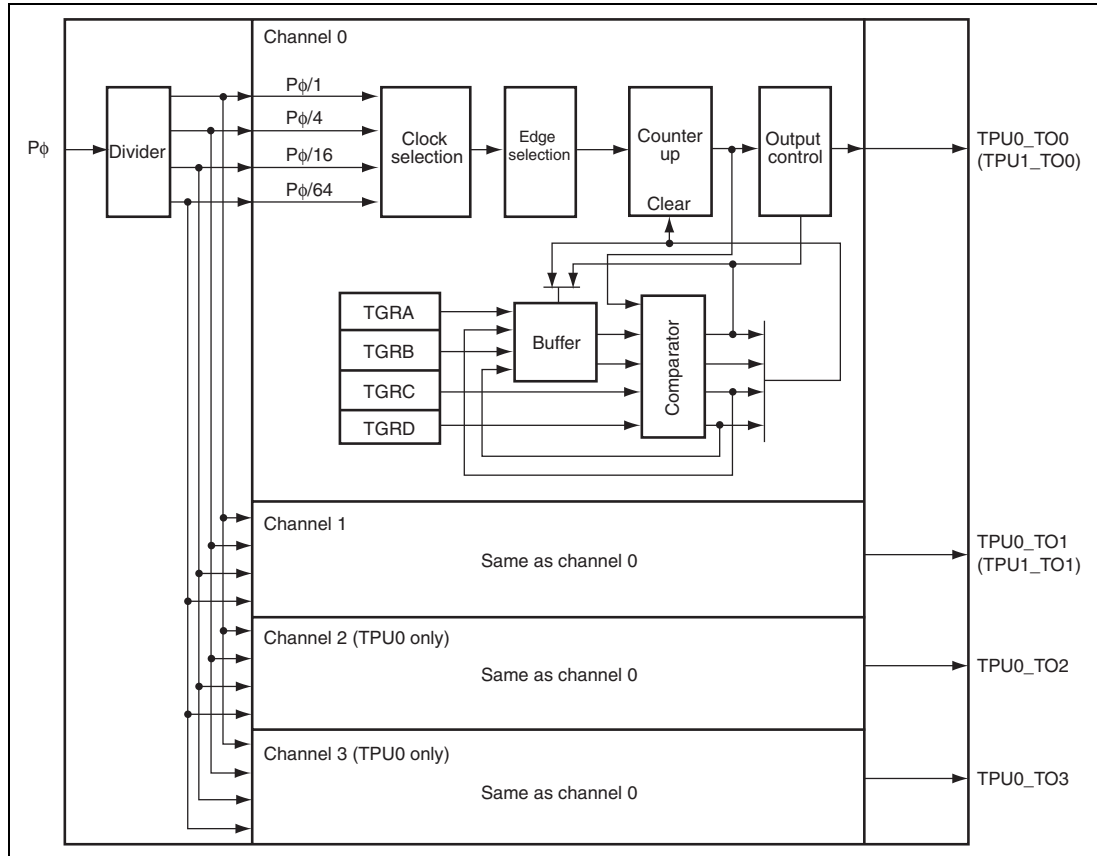 Channel 0
Pϕ
Divider
Pϕ/1
Pϕ/4
Pϕ/16
Pϕ/64
Clock
selection
Edge
selection
Counter
up
Clear
Output
control
TPU0_TO0
(TPU1_TO0)
TGRA
TGRB
TGRC
TGRD
Buffer
Comparator
Channel 1
Same as channel 0
TPU0_TO1
(TPU1_TO1)
Channel 2 (TPU0 only)
Same as channel 0
TPU0_TO2
Channel 3 (TPU0 only)
Same as channel 0
TPU0_TO3